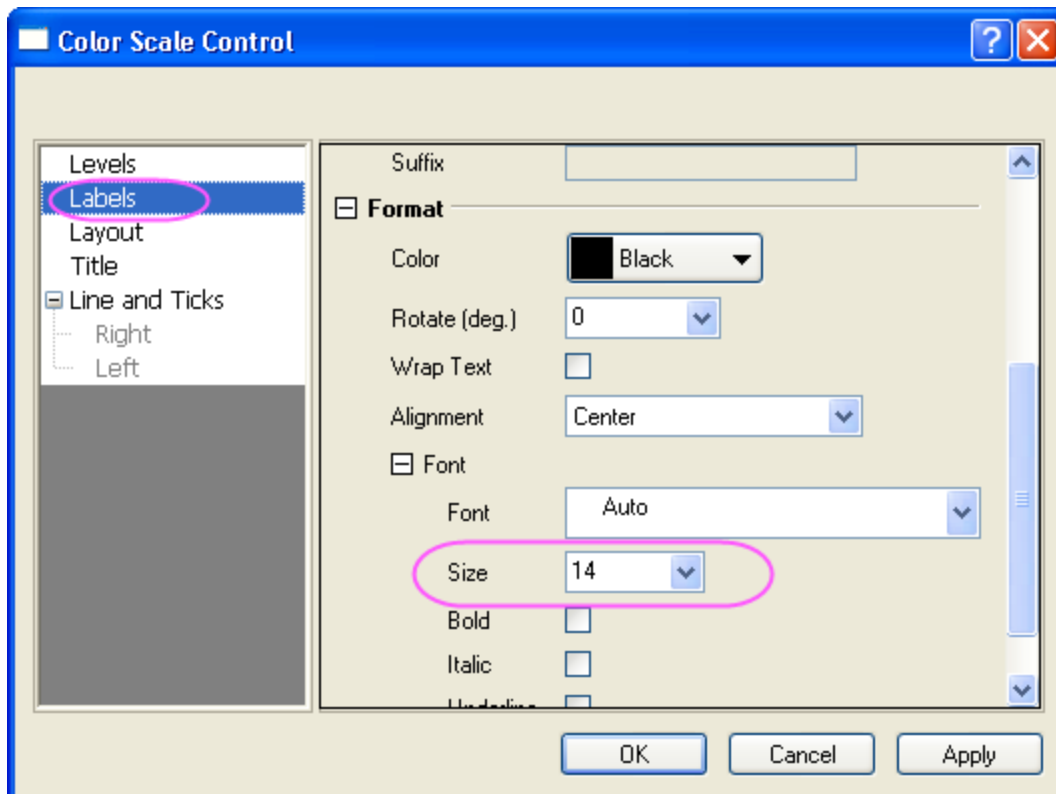 Color Scale Control
?
Levels
Labels
Layout
Title
Line and Ticks
Right
Left
Suffix
Format
Color Black
Rotate (deg.) 0
Wrap Text
Alignment Center
Font
Font Auto
Size 14
Bold
Italic
Underline
OK Cancel Apply